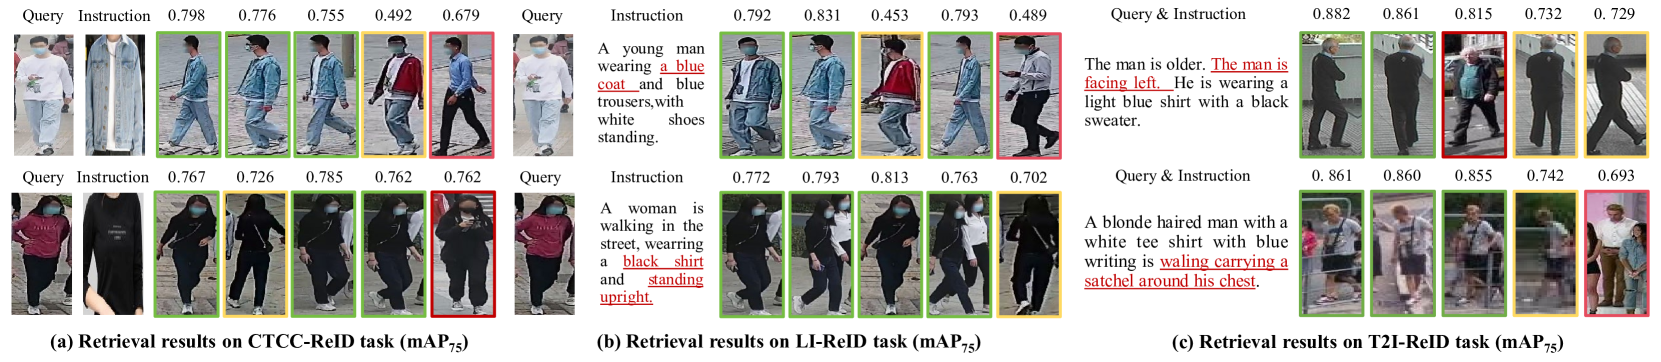 Query 0.798 0.776 0.755 0.492 0.679
Query 0.767 0.726 0.785 0.762 0.762
Instruction
(a) Retrieval results on CTCC-ReID task (mAP75)
Query Instruction 0.792 0.831 0.453 0.793 0.489
A young man
wearing a blue
coat and blue
trousers,with
white shoes
standing.
Query Instruction 0.772 0.793 0.813 0.763 0.702
A woman is
walking in the
street, wearring
a black shirt
and standing
upright.
(b) Retrieval results on LI-ReID task (mAP75)
Query & Instruction 0.882 0.861 0.815 0.732 0. 729
The man is older. The man is
facing left. He is wearing a
light blue shirt with a black
sweater.
Query & Instruction 0. 861 0.860 0.855 0.742 0.693
A blonde haired man with a
white tee shirt with blue
writing is waling carrying a
satchel around his chest.
(c) Retrieval results on T2I-ReID task (mAP75)